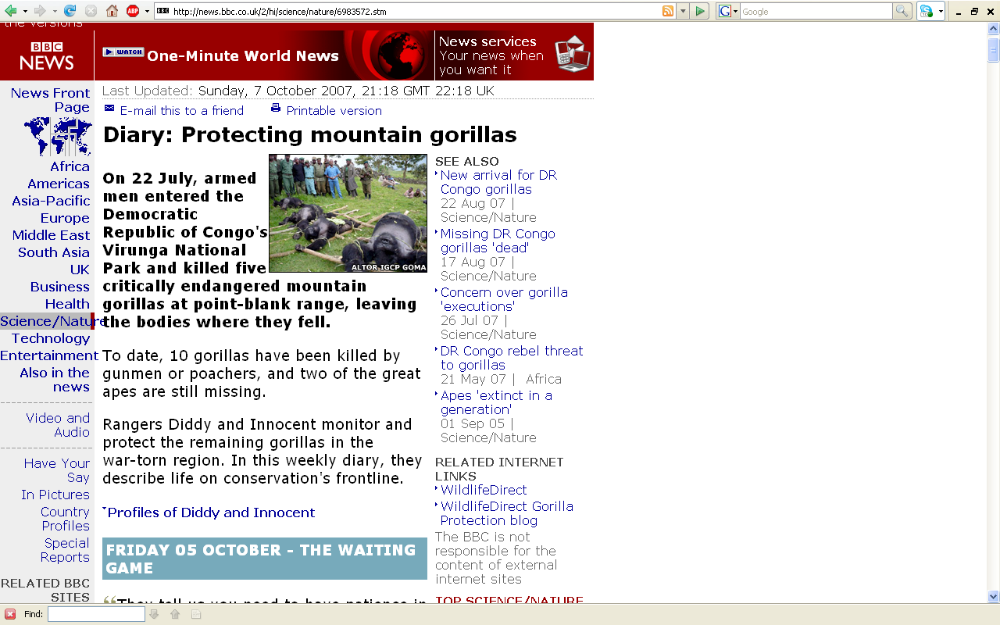 http://news.bbc.co.uk/2/hi/science/nature/6983572.stm
Google
ABP
BBC
the versions
BBC
NEWS
WATCH
One-Minute World News
News services
Your news when
you want it
News Front
Page
Africa
Americas
Asia-Pacific
Europe
Middle East
South Asia
UK
Business
Health
Science/Nature
Technology
Entertainment
Also in the
news
Video and
Audio
Have Your
Say
In Pictures
Country
Profiles
Special
Reports
RELATED BBC
SITES
Last Updated: Sunday, 7 October 2007, 21:18 GMT 22:18 UK
E-mail this to a friend
Printable version
Diary: Protecting mountain gorillas
On 22 July, armed
men entered the
Democratic
Republic of Congo's
Virunga National
Park and killed five
critically endangered mountain
gorillas at point-blank range, leaving
the bodies where they fell.
ALTOR-IGCP GOMA
To date, 10 gorillas have been killed by
gunmen or poachers, and two of the great
apes are still missing.
Rangers Diddy and Innocent monitor and
protect the remaining gorillas in the
war-torn region. In this weekly diary, they
describe life on conservation's frontline.
Profiles of Diddy and Innocent
FRIDAY 05 OCTOBER - THE WAITING
GAME
“They tell us you need to have patience in
SEE ALSO
New arrival for DR
Congo gorillas
22 Aug 07 |
Science/Nature
Missing DR Congo
gorillas 'dead'
17 Aug 07 |
Science/Nature
Concern over gorilla
'executions'
26 Jul 07 |
Science/Nature
DR Congo rebel threat
to gorillas
21 May 07 | Africa
Apes 'extinct in a
generation'
01 Sep 05 |
Science/Nature
RELATED INTERNET
LINKS
WildlifeDirect
WildlifeDirect Gorilla
Protection blog
The BBC is not
responsible for the
content of external
internet sites
TOP SCIENCE/NATURE
Find: